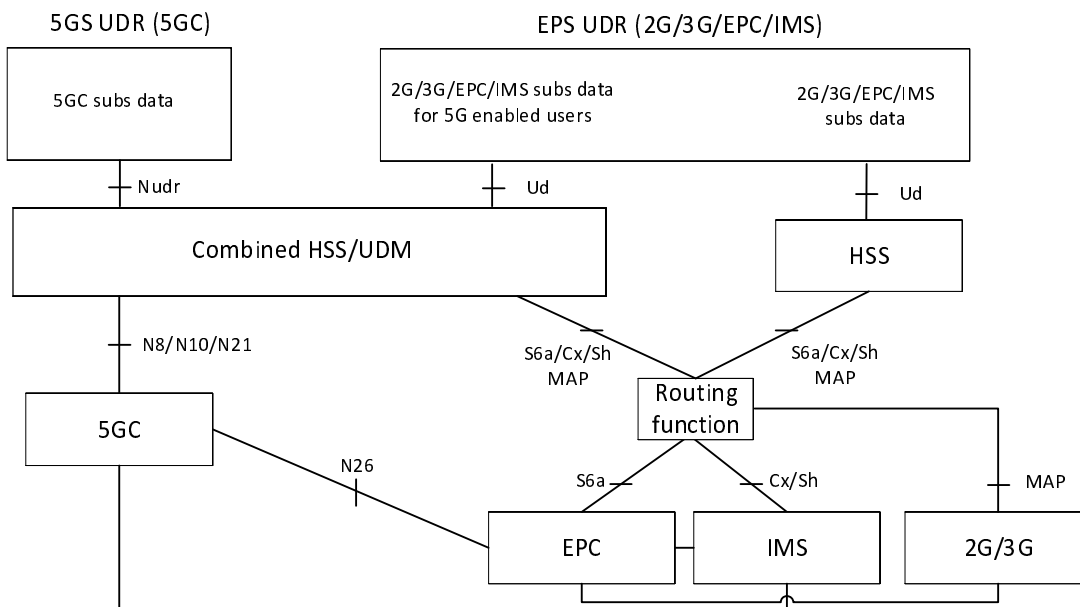 5GS UDR (5GC)
EPS UDR (2G/3G/EPC/IMS)
5GC subs data
2G/3G/EPC/IMS subs data
for 5G enabled users
2G/3G/EPC/IMS
subs data
Nudr
Ud
Ud
Combined HSS/UDM
HSS
N8/N10/N21
S6a/Cx/Sh
MAP
S6a/Cx/Sh
MAP
Routing
function
5GC
N26
S6a
Cx/Sh
MAP
EPC
IMS
2G/3G